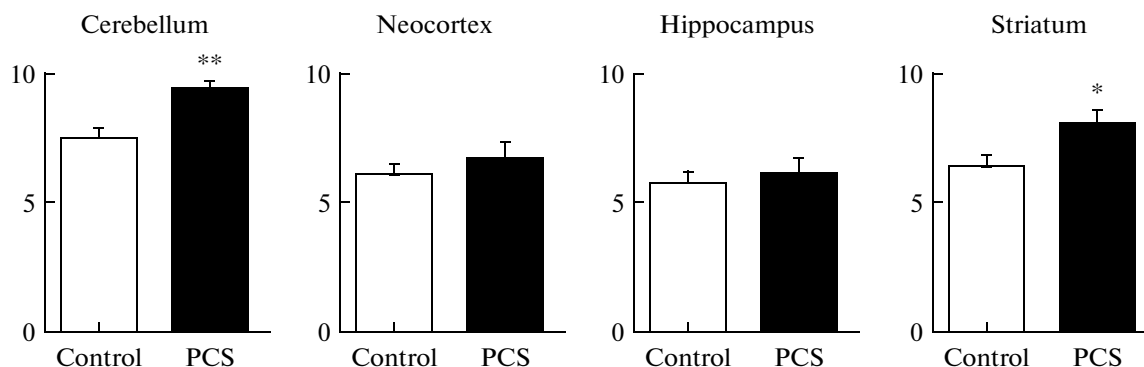 Cerebellum Neocortex Hippocampus Striatum
10 ** 10 10 10 *
5 5 5 5
0 0 0 0
Control PCS Control PCS Control PCS Control PCS